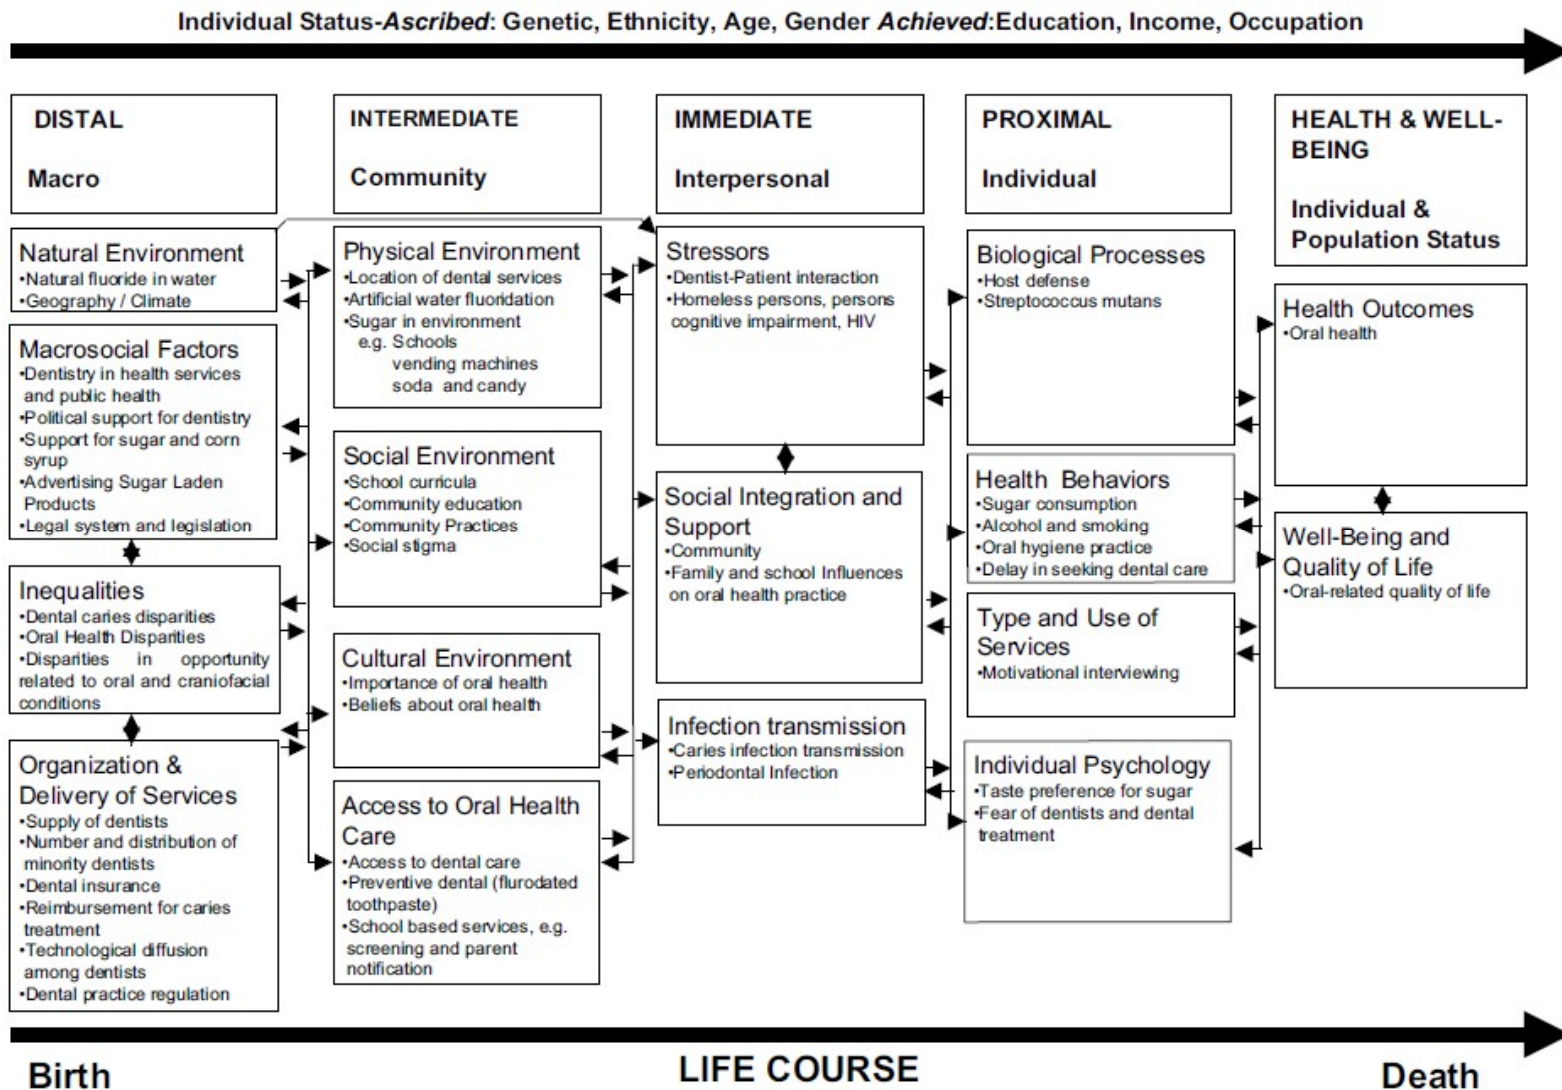 Individual Status-Ascribed: Genetic, Ethnicity, Age, Gender Achieved:Education, Income, Occupation
DISTAL
Macro
Natural Environment
•Natural fluoride in water
•Geography / Climate
Macrosocial Factors
•Dentistry in health services
and public health
•Political support for dentistry
•Support for sugar and corn
syrup
•Advertising Sugar Laden
Products
•Legal system and legislation
Inequalities
•Dental caries disparities
•Oral Health Disparities
•Disparities in opportunity
related to oral and craniofacial
conditions
Organization &
Delivery of Services
•Supply of dentists
•Number and distribution of
minority dentists
•Dental insurance
•Reimbursement for caries
treatment
•Technological diffusion
among dentists
•Dental practice regulation
INTERMEDIATE
Community
Physical Environment
•Location of dental services
•Artificial water fluoridation
•Sugar in environment
e.g. Schools
vending machines
soda and candy
Social Environment
•School curricula
•Community education
•Community Practices
•Social stigma
Cultural Environment
•Importance of oral health
•Beliefs about oral health
Access to Oral Health
Care
•Access to dental care
•Preventive dental (flurodated
toothpaste)
•School based services, e.g.
screening and parent
notification
IMMEDIATE
Interpersonal
Stressors
•Dentist-Patient interaction
•Homeless persons, persons
cognitive impairment, HIV
Social Integration and
Support
•Community
•Family and school Influences
on oral health practice
Infection transmission
•Caries infection transmission
•Periodontal Infection
PROXIMAL
Individual
Biological Processes
•Host defense
•Streptococcus mutans
Health Behaviors
•Sugar consumption
•Alcohol and smoking
•Oral hygiene practice
•Delay in seeking dental care
Type and Use of
Services
•Motivational interviewing
Individual Psychology
•Taste preference for sugar
•Fear of dentists and dental
treatment
HEALTH & WELL-
BEING
Individual &
Population Status
Health Outcomes
•Oral health
Well-Being and
Quality of Life
•Oral-related quality of life
Birth
LIFE COURSE
Death